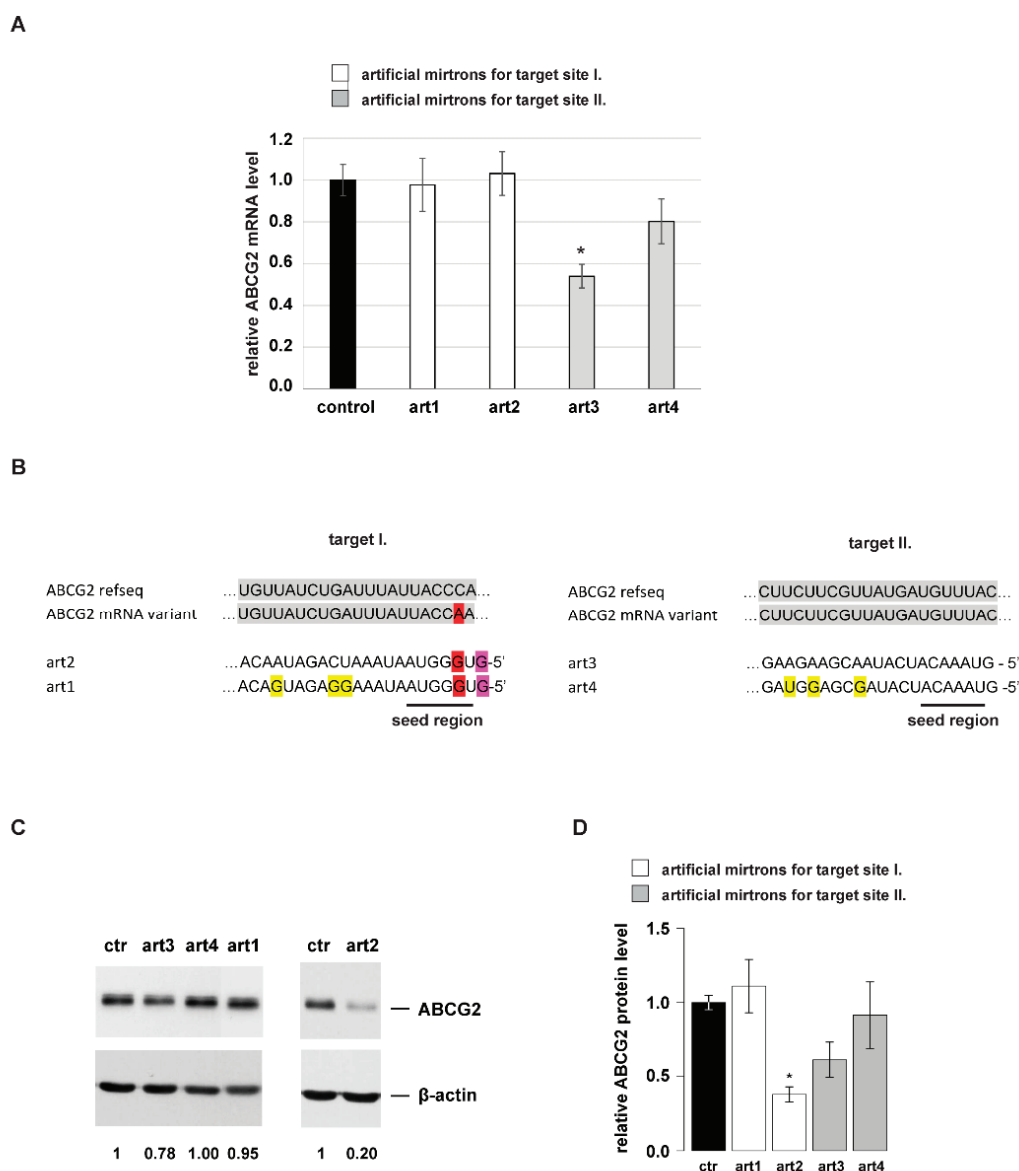 A
artificial mirtrons for target site I.
artificial mirtrons for target site II.
relative ABCG2 mRNA level
1.2
1.0
0.8
0.6
0.4
0.2
0.0
*
control art1 art2 art3 art4
B
target I.
ABCG2 refseq ...UGUUAUCUGAUUUAUUACCCA...
ABCG2 mRNA variant ...UGUUAUCUGAUUUAUUACCAA...
art2 ...ACAAUAGACUAAAUAAUGGGUG-5'
art1 ...ACAGUAGAGGAAAUAAUGGGUG-5'
seed region
target II.
ABCG2 refseq ...CUUCUUCGUUAUGAUGUUUAC...
ABCG2 mRNA variant ...CUUCUUCGUUAUGAUGUUUAC...
art3 ...GAAGAAGCAAUACUACAAAUG - 5'
art4 ...GAUGGAGCGAUACUACAAAUG -5'
seed region
C
ctr art3 art4 art1 ctr art2
ABCG2
β-actin
1 0.78 1.00 0.95 1 0.20
D
artificial mirtrons for target site I.
artificial mirtrons for target site II.
relative ABCG2 protein level
1.5
1.0
0.5
0.0
*
ctr art1 art2 art3 art4